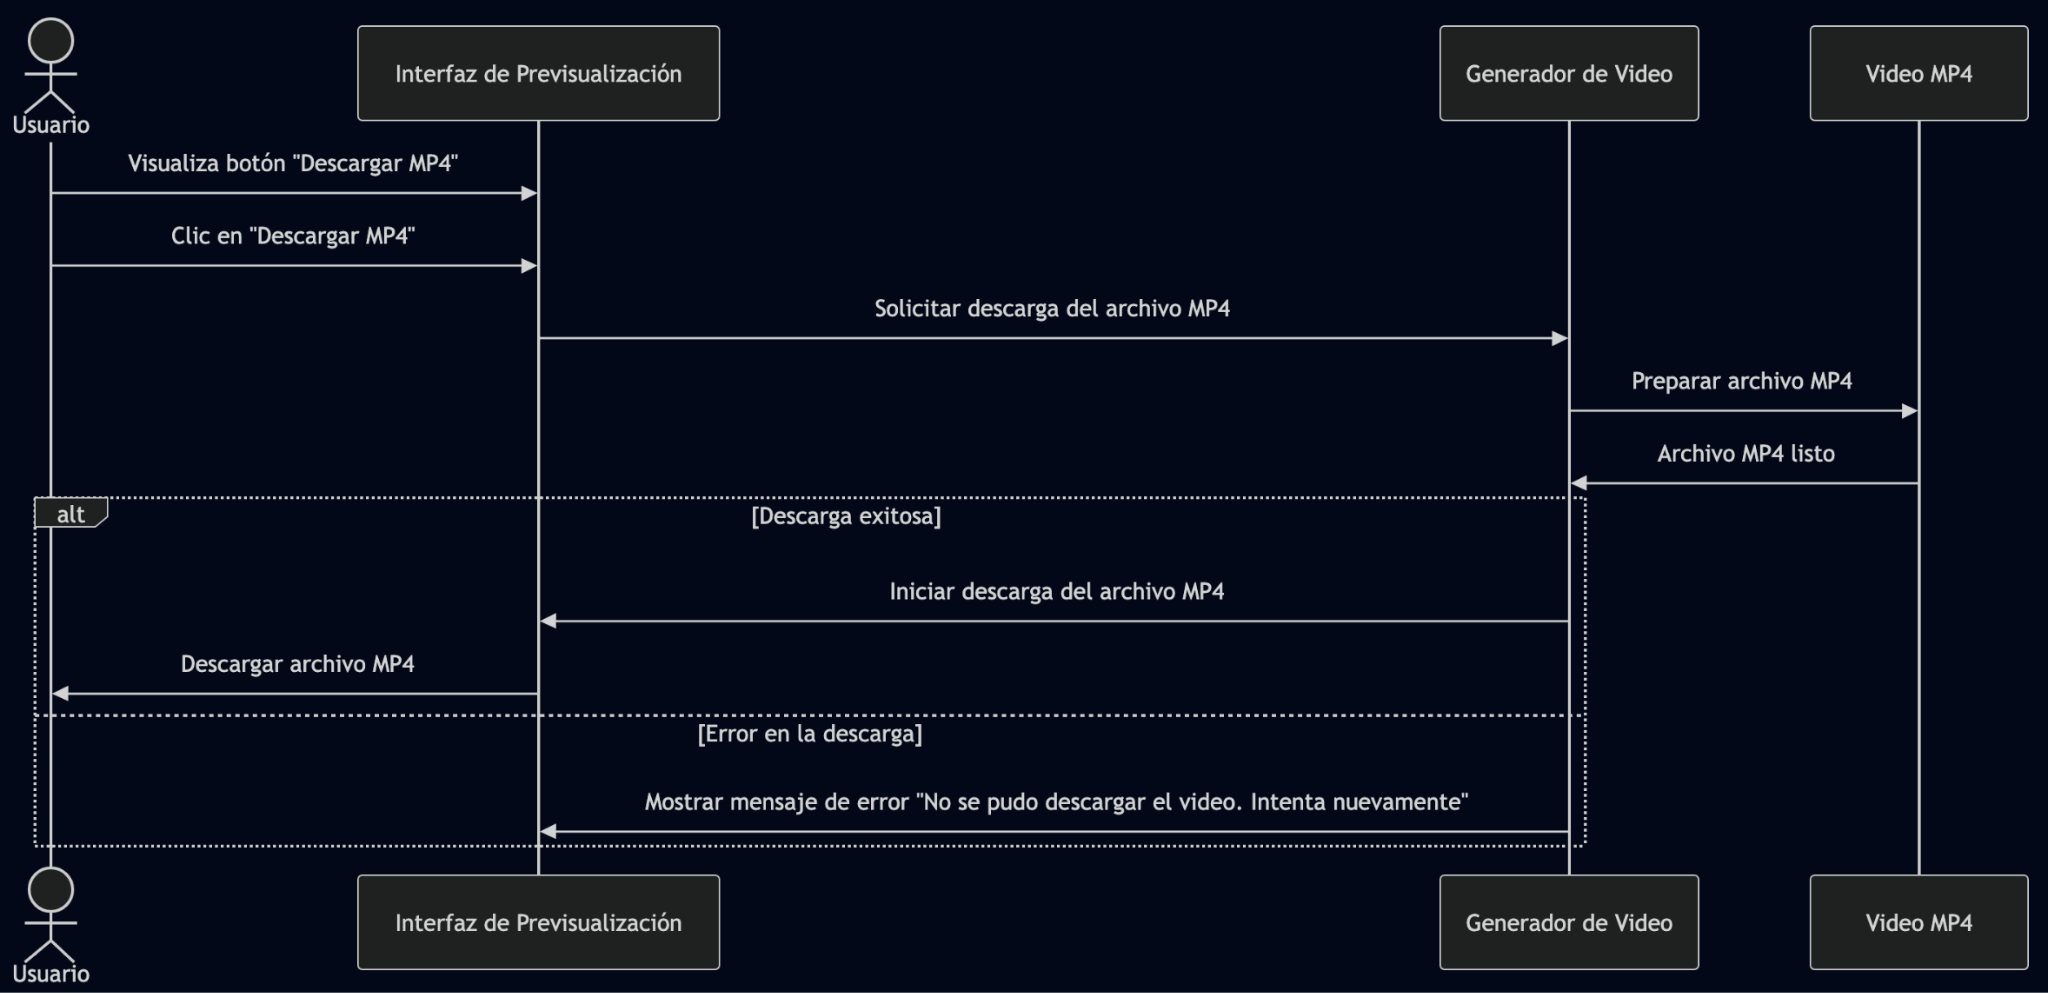 Usuario
Interfaz de Previsualización
Generador de Video
Video MP4
Visualiza botón "Descargar MP4"
Clic en "Descargar MP4"
Solicitar descarga del archivo MP4
Preparar archivo MP4
Archivo MP4 listo
alt
[Descarga exitosa]
Iniciar descarga del archivo MP4
Descargar archivo MP4
[Error en la descarga]
Mostrar mensaje de error "No se pudo descargar el video. Intenta nuevamente"
Usuario
Interfaz de Previsualización
Generador de Video
Video MP4